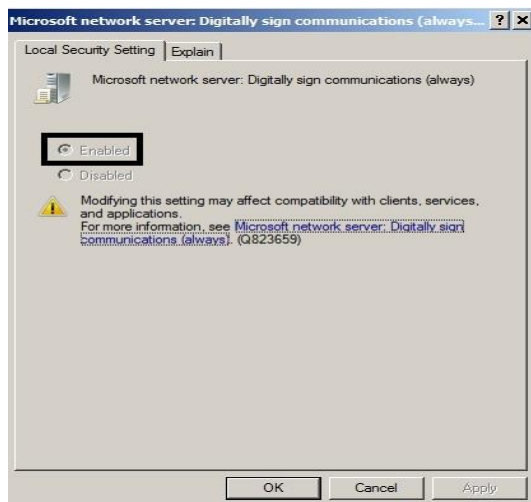 Microsoft network server: Digitally sign communications (always...
Local Security Setting
Explain
Microsoft network server: Digitally sign communications (always)
Enabled
Disabled
Modifying this setting may affect compatibility with clients, services,
and applications.
For more information, see Microsoft network server: Digitally sign
communications (always). (Q823659)
OK
Cancel
Apply